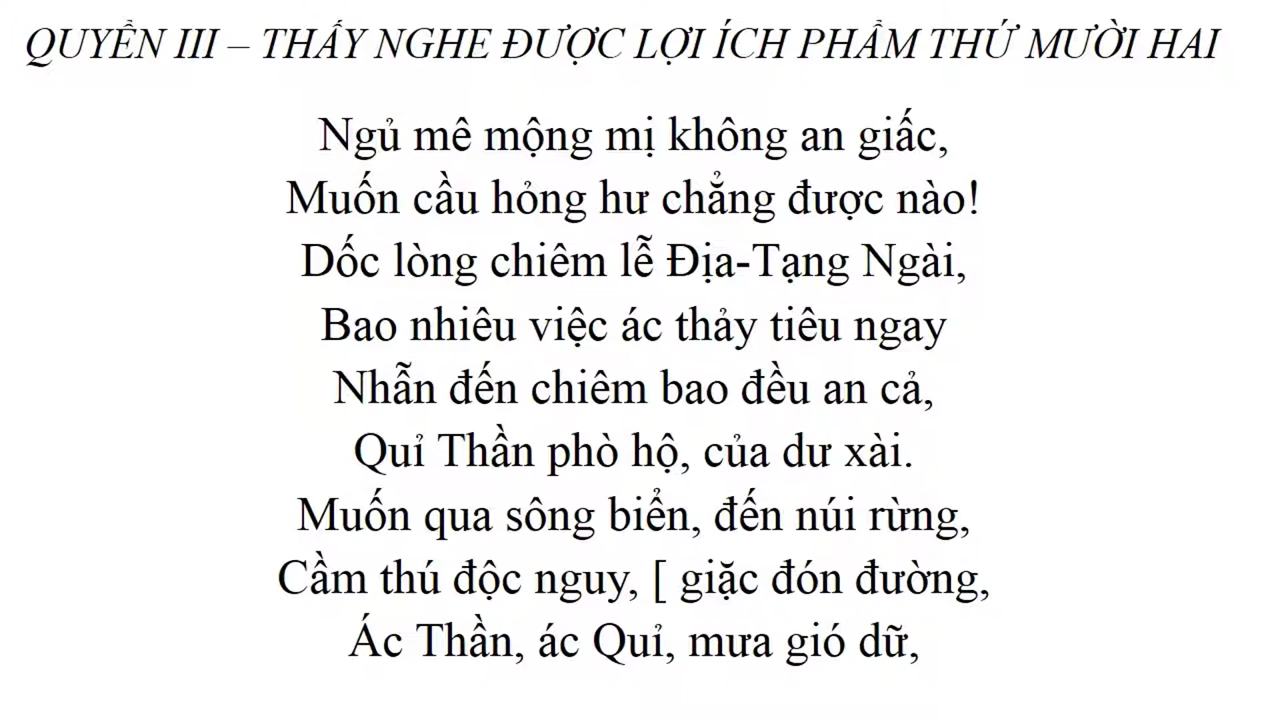 QUYỂN III – THẤY NGHE ĐƯỢC LỢI ÍCH PHẨM THỨ MƯỜI HAI
Ngủ mê mộng mị không an giấc,
Muốn cầu hỏng hư chẳng được nào!
Dốc lòng chiêm lễ Địa-Tạng Ngài,
Bao nhiêu việc ác thảy tiêu ngay
Nhẫn đến chiêm bao đều an cả,
Quỉ Thần phò hộ, của dư xài.
Muốn qua sông biển, đến núi rừng,
Cầm thú độc nguy, [ giặc đón đường,
Ác Thần, ác Quỉ, mưa gió dữ,